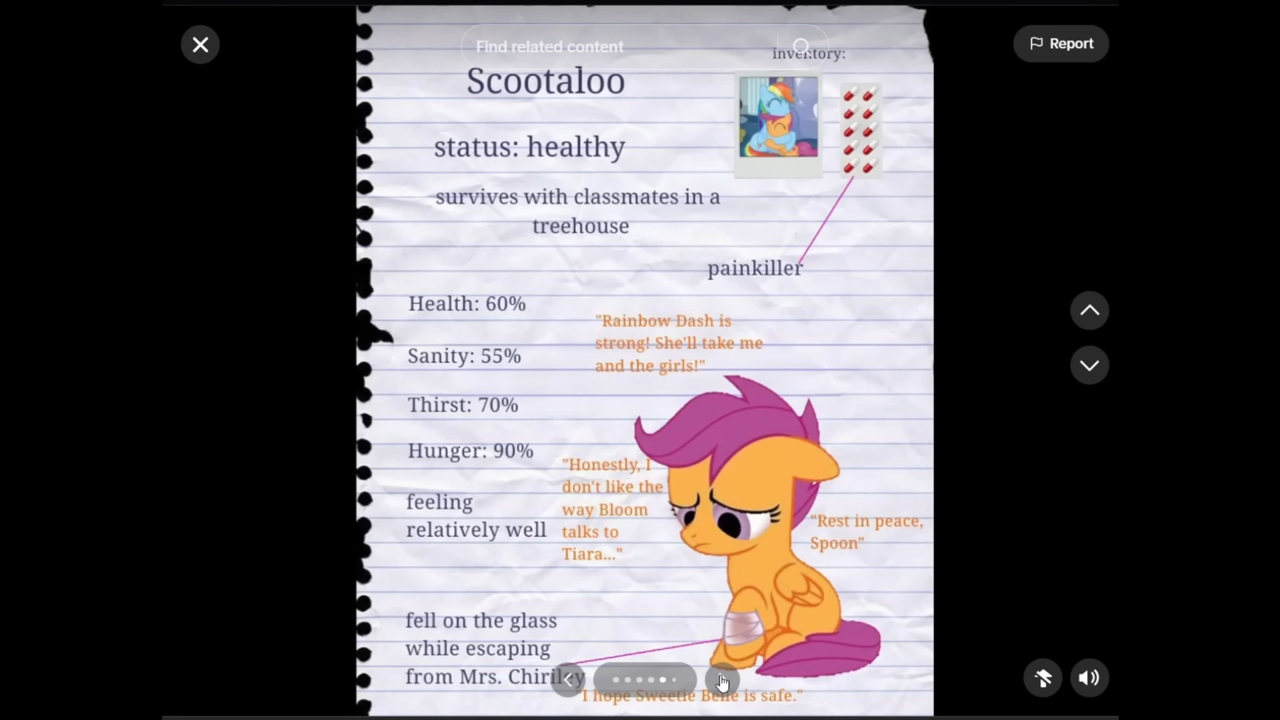 Find related content
Report
inventory:
Scootaloo
status: healthy
survives with classmates in a
treehouse
painkiller
Health: 60%
"Rainbow Dash is
strong! She'll take me
and the girls!"
Sanity: 55%
Thirst: 70%
Hunger: 90%
"Honestly, I
don't like the
way Bloom
talks to
Tiara..."
feeling
relatively well
"Rest in peace,
Spoon"
fell on the glass
while escaping
from Mrs. Chiriley
"I hope Sweetie Belle is safe."